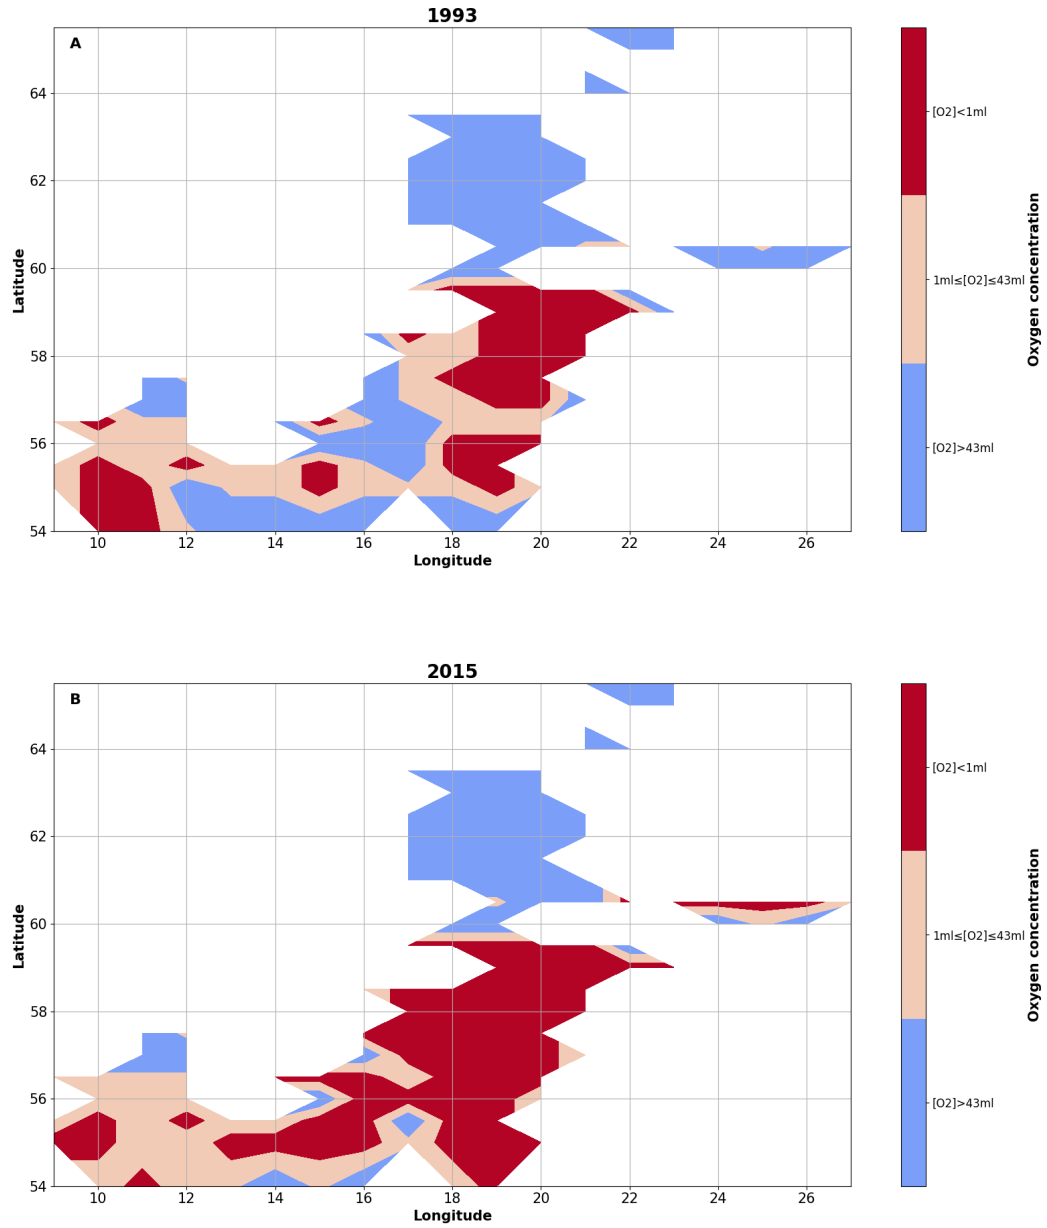 1993
A
64
62
60
58
56
54
10 12 14 16 18 20 22 24 26
Latitude
Longitude
[O2]<1ml
1ml≤[O2]≤43ml
[O2]>43ml
Oxygen concentration
2015
B
64
62
60
58
56
54
10 12 14 16 18 20 22 24 26
Latitude
Longitude
[O2]<1ml
1ml≤[O2]≤43ml
[O2]>43ml
Oxygen concentration